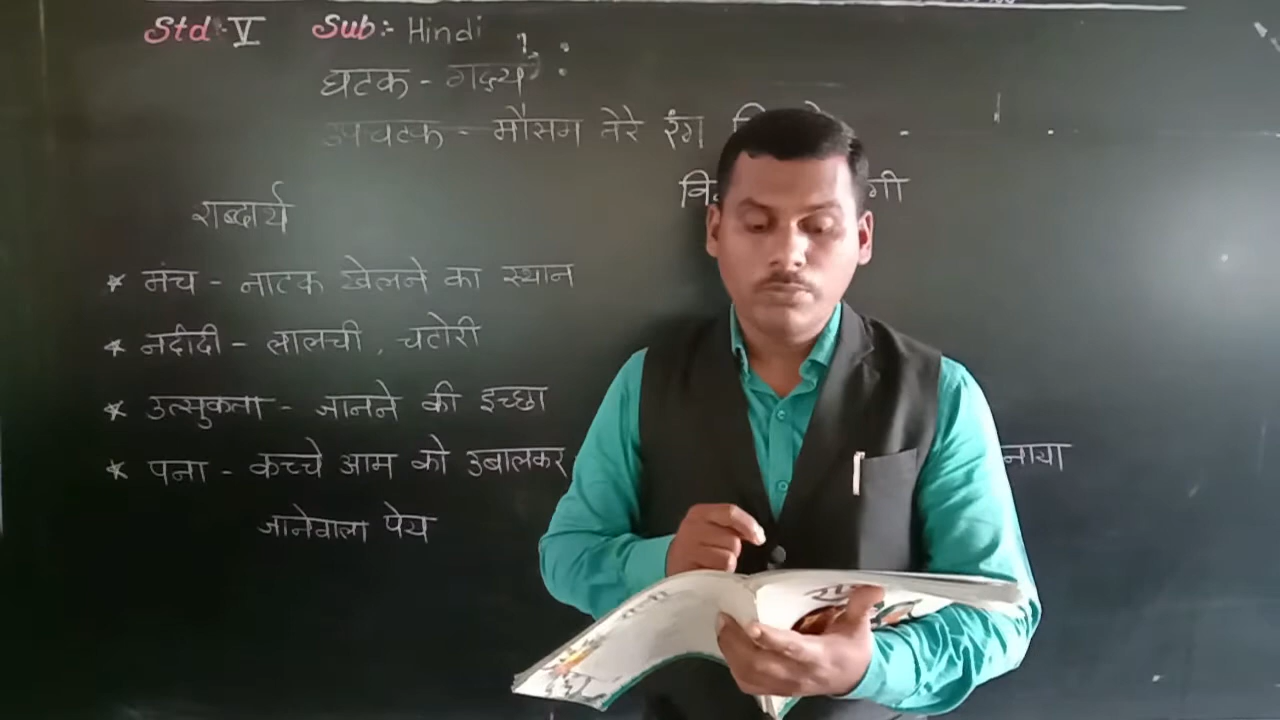 Std :- V Sub :- Hindi
घटक - गद्य
उपघटक - मौसम तेरे रंग
शब्दार्थ
* मंच - नाटक खेलने का स्थान
* नदीदी - लालची , चटोरी
* उत्सुकता - जानने की इच्छा
* पना - कच्चे आम को उबालकर
जानेवाला पेय